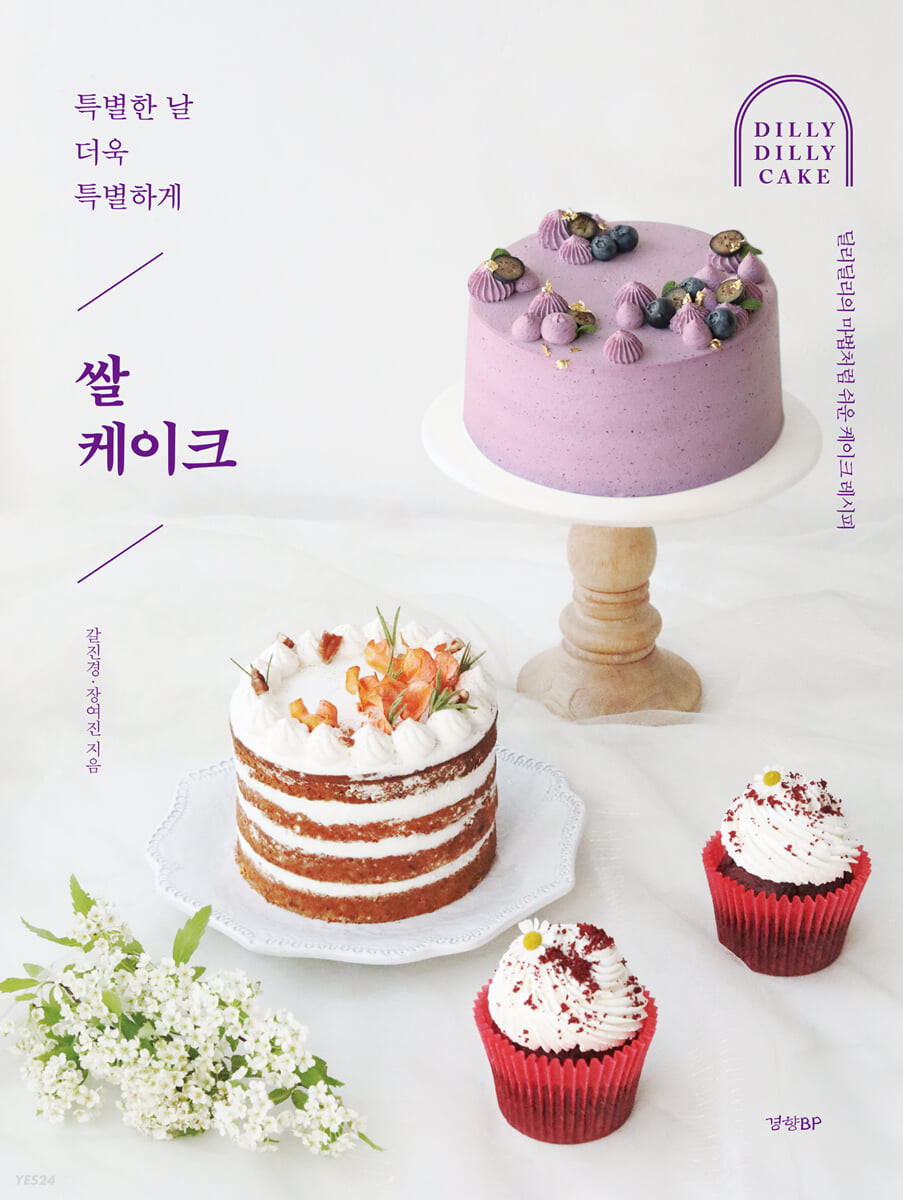 특별한 날
더욱
특별하게
DILLY
DILLY
CAKE
딜리딜리의 마법처럼 쉬운 케이크 레시피
쌀
케이크
갈진경·장여진 지음
경향BP
YES24